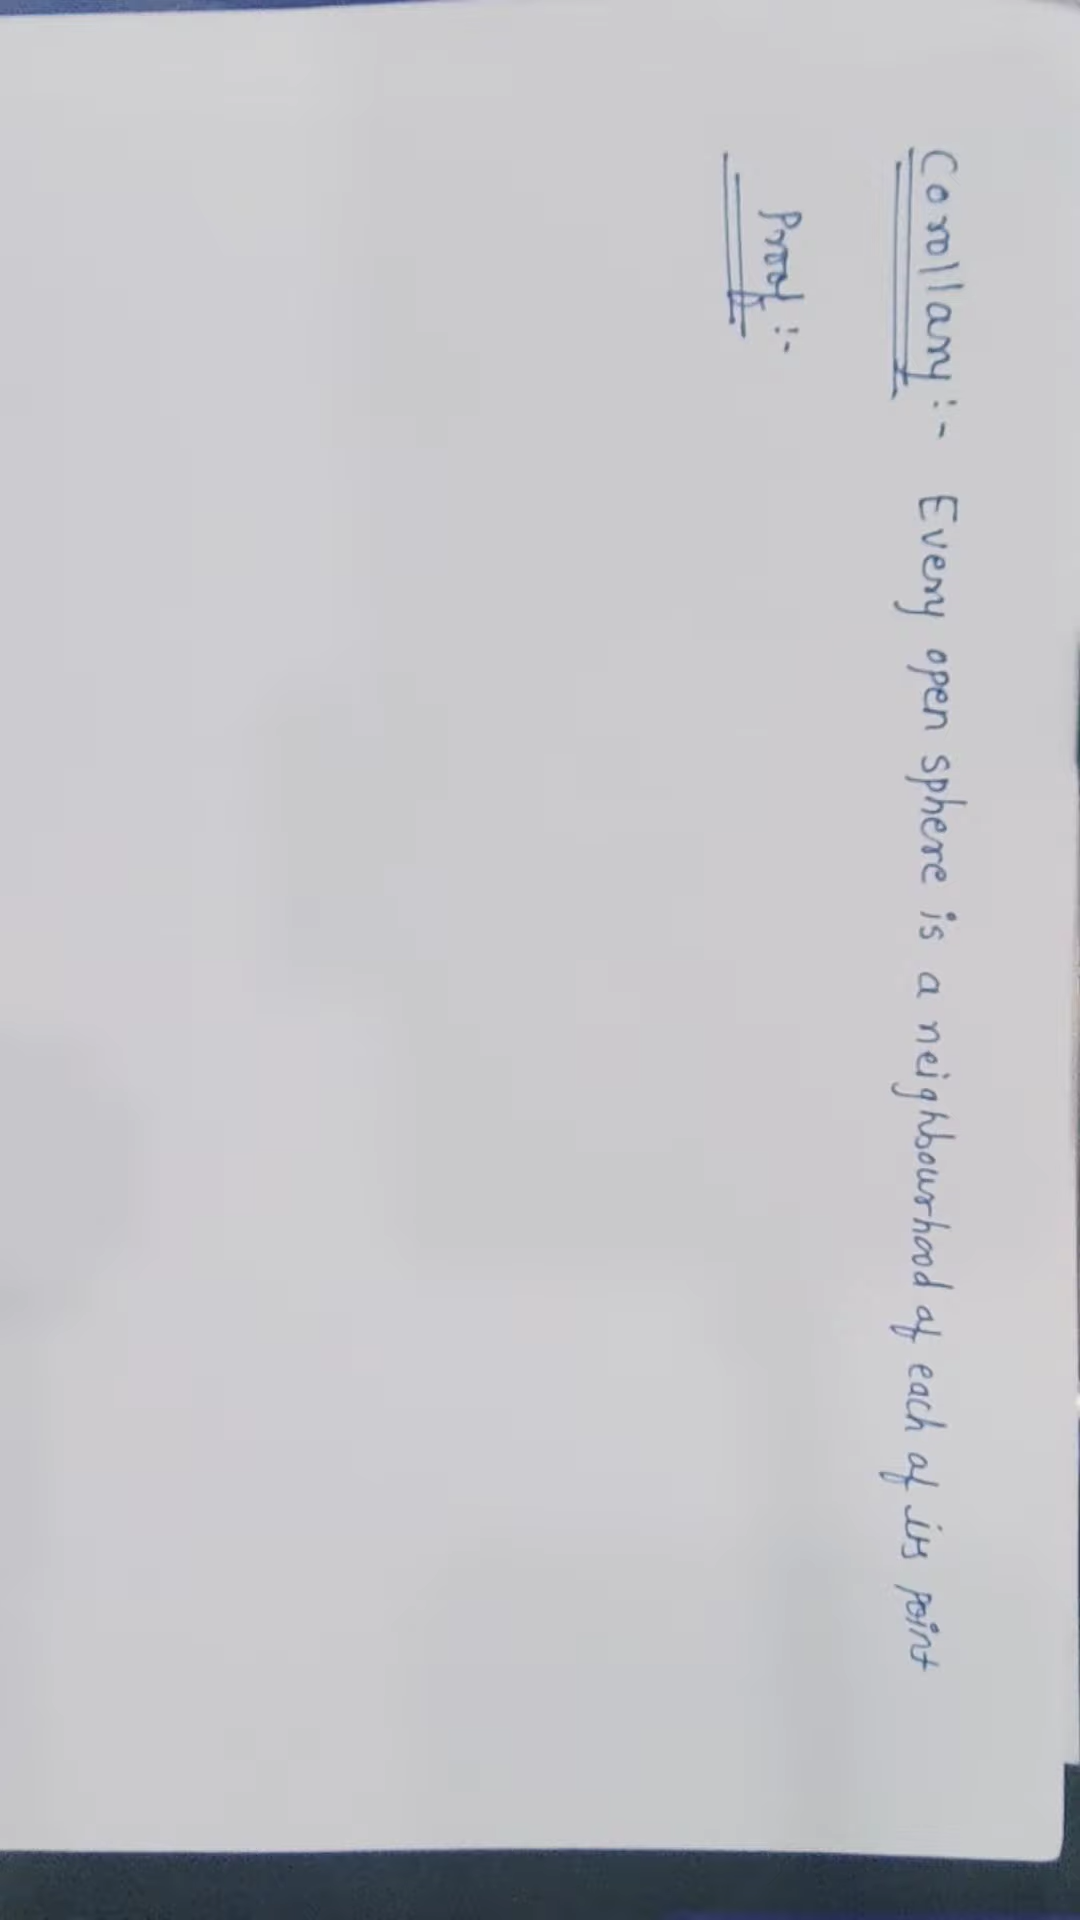 Corollary :- Every open sphere is a neighbourhood of each of its point
Proof :-